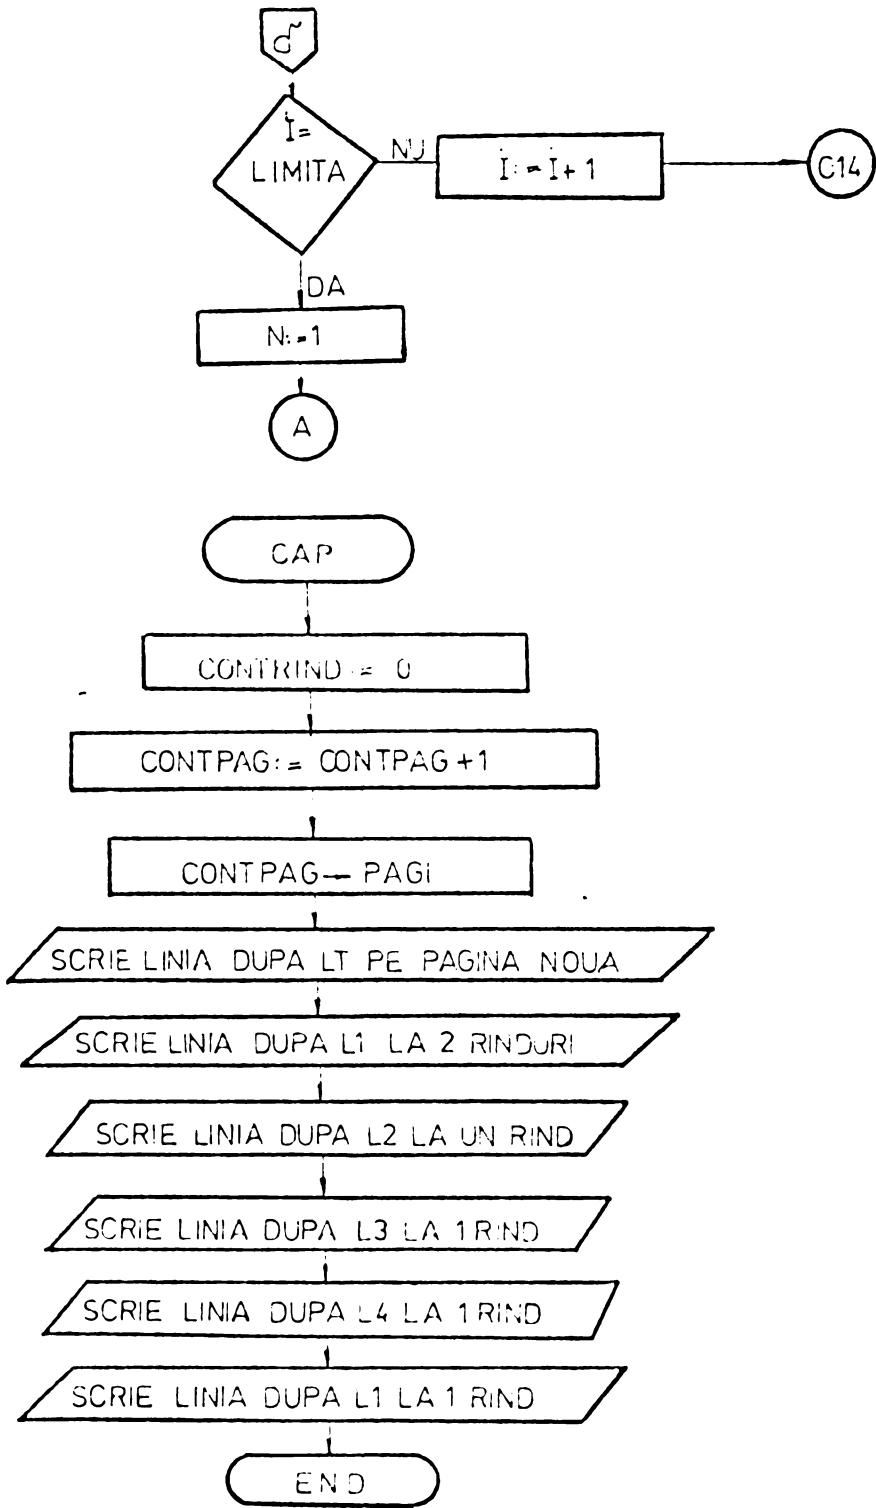 I=
LIMITA
NU
I:=I+1
C14
DA
N:=1
A
CAP
CONTRIND := 0
CONTPAG:= CONTPAG+1
CONTPAG— PAGI
SCRIE LINIA DUPA LT PE PAGINA NOUA
SCRIE LINIA DUPA L1 LA 2 RINDURI
SCRIE LINIA DUPA L2 LA UN RIND
SCRIE LINIA DUPA L3 LA 1 RIND
SCRIE LINIA DUPA L4 LA 1 RIND
SCRIE LINIA DUPA L1 LA 1 RIND
END